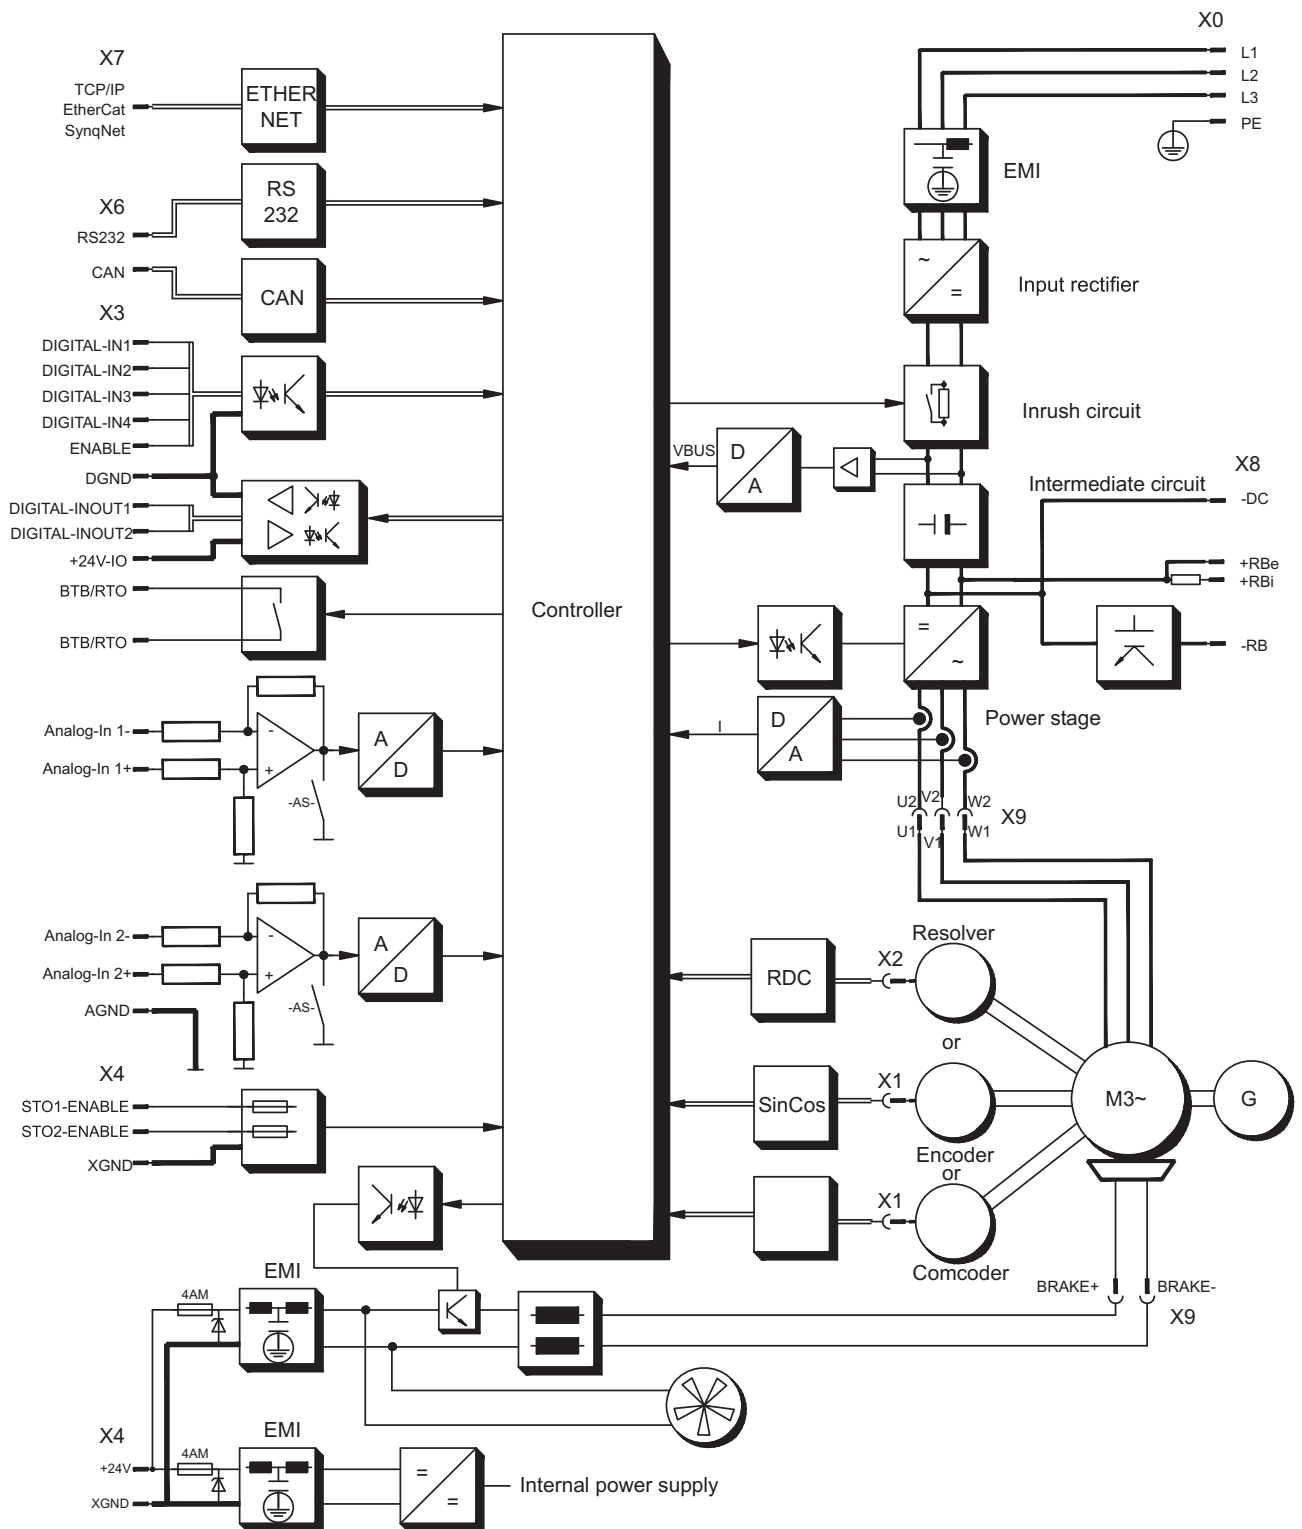 X7
TCP/IP
EtherCat
SynqNet
ETHER
NET
X6
RS232
RS
232
CAN
CAN
X3
DIGITAL-IN1
DIGITAL-IN2
DIGITAL-IN3
DIGITAL-IN4
ENABLE
DGND
DIGITAL-INOUT1
DIGITAL-INOUT2
+24V-IO
BTB/RTO
BTB/RTO
Analog-In 1-
Analog-In 1+
-
+
-AS-
A
D
Analog-In 2-
Analog-In 2+
-
+
-AS-
A
D
AGND
X4
STO1-ENABLE
STO2-ENABLE
XGND
EMI
4AM
X4
+24V
XGND
4AM
EMI
=
=
Internal power supply
Controller
X0
L1
L2
L3
PE
EMI
~
=
Input rectifier
Inrush circuit
VBUS
D
A
Intermediate circuit
X8
-DC
+RBe
+RBi
-RB
=
~
Power stage
I
D
A
U2
V2
W2
U1
V1
W1
X9
RDC
X2
Resolver
or
SinCos
X1
Encoder
or
X1
Comcoder
M3~
G
BRAKE+
BRAKE-
X9